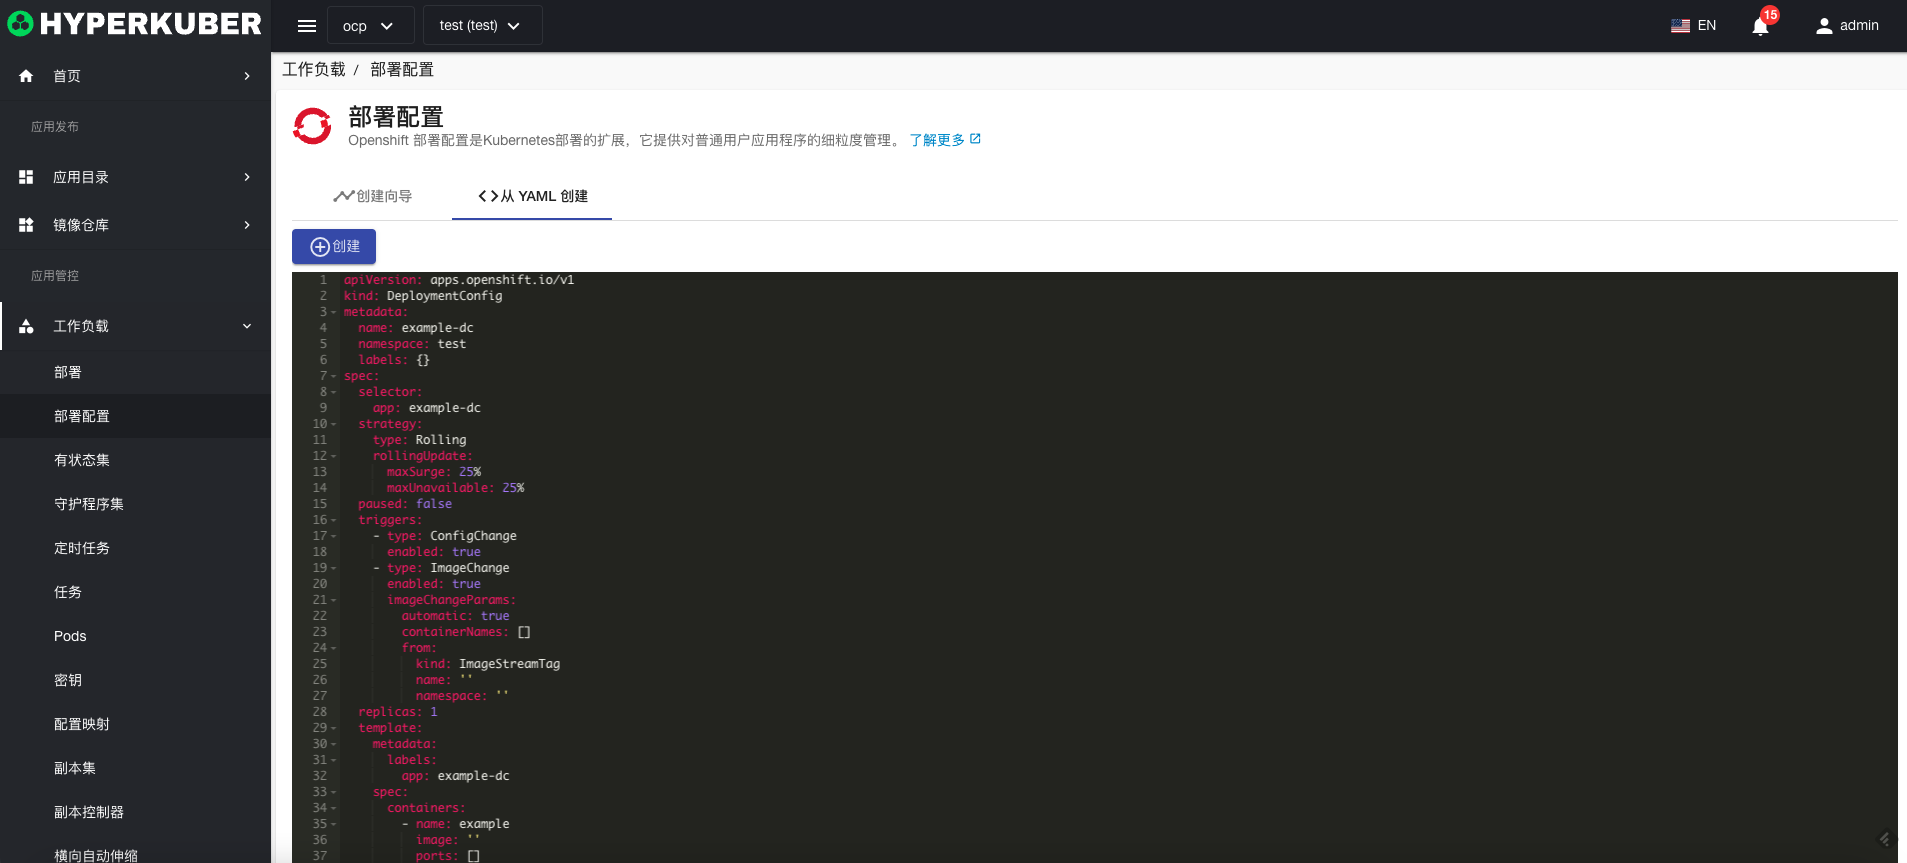 HYPERKUBER
ocp
test (test)
EN
15
admin
首页
应用发布
应用目录
镜像仓库
应用管控
工作负载
部署
部署配置
有状态集
守护程序集
定时任务
任务
Pods
密钥
配置映射
副本集
副本控制器
横向自动伸缩
工作负载 / 部署配置
部署配置
Openshift 部署配置是Kubernetes部署的扩展，它提供对普通用户应用程序的细粒度管理。 了解更多
创建向导
从 YAML 创建
创建
1 apiVersion: apps.openshift.io/v1
2 kind: DeploymentConfig
3 metadata:
4   name: example-dc
5   namespace: test
6   labels: {}
7 spec:
8   selector:
9     app: example-dc
10   strategy:
11     type: Rolling
12     rollingUpdate:
13       maxSurge: 25%
14       maxUnavailable: 25%
15   paused: false
16   triggers:
17     - type: ConfigChange
18       enabled: true
19     - type: ImageChange
20       enabled: true
21       imageChangeParams:
22         automatic: true
23         containerNames: []
24         from:
25           kind: ImageStreamTag
26           name: ''
27           namespace: ''
28   replicas: 1
29   template:
30     metadata:
31       labels:
32         app: example-dc
33     spec:
34       containers:
35         - name: example
36           image: ''
37           ports: []